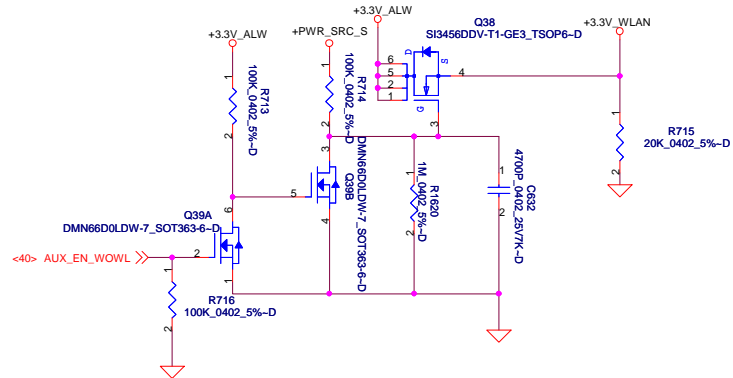 Q38
SI3456DDV-T1-GE3_TSOP6~D
+3.3V_ALW
+PWR_SRC_S
+3.3V_ALW
+3.3V_WLAN
D
S
G
6
5
2
1
4
3
1
2
R713
100K_0402_5%~D
1
2
R714
100K_0402_5%~D
R715
20K_0402_5%~D
1
2
3
5
4
Q39B
DMN66D0LDW-7_SOT363-6~D
1
2
R1620
1M_0402_5%~D
1
2
C632
4700P_0402_25V7K~D
Q39A
DMN66D0LDW-7_SOT363-6~D
6
2
1
<40> AUX_EN_WOWL
1
2
R716
100K_0402_5%~D